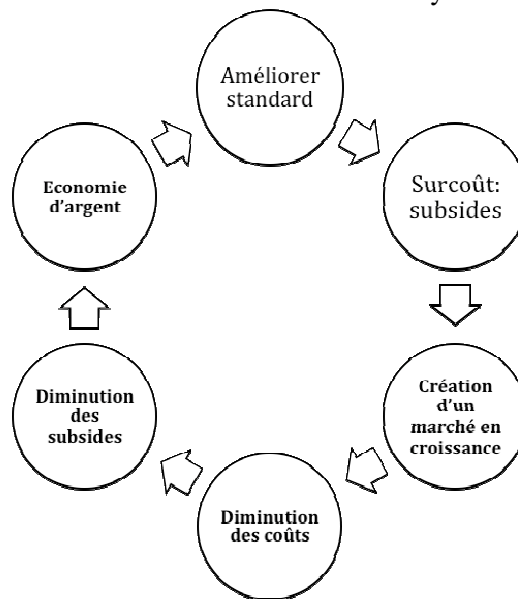 Améliorer
standard
Surcoût:
subsides
Création
d'un
marché en
croissance
Diminution
des coûts
Diminution
des
subsides
Economie
d'argent